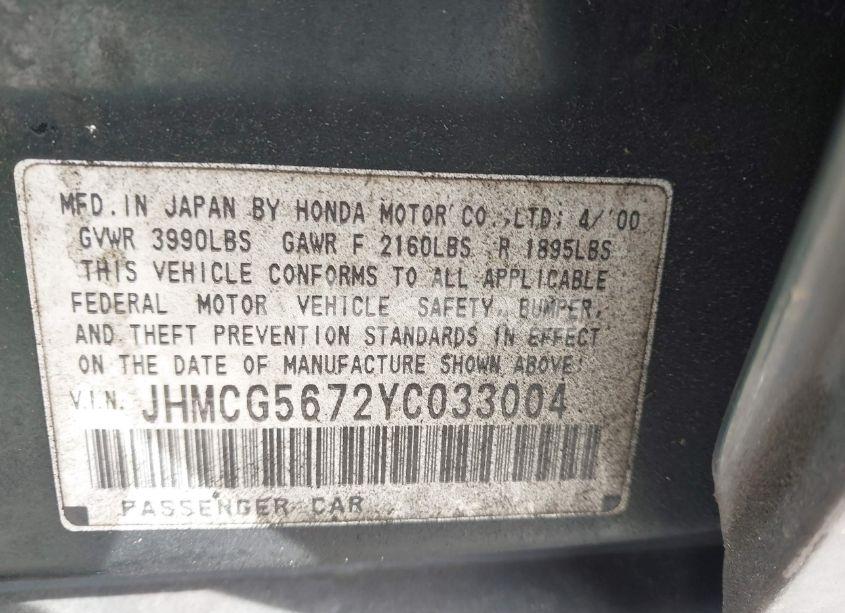 MFD. IN JAPAN BY HONDA MOTOR CO., LTD; 4/'00
GVWR 3990LBS GAWR F 2160LBS R 1895LBS
THIS VEHICLE CONFORMS TO ALL APPLICABLE
FEDERAL MOTOR VEHICLE SAFETY, BUMPER,
AND THEFT PREVENTION STANDARDS IN EFFECT
ON THE DATE OF MANUFACTURE SHOWN ABOVE.
V.I.N. JHMCG5672YC033004
PASSENGER CAR